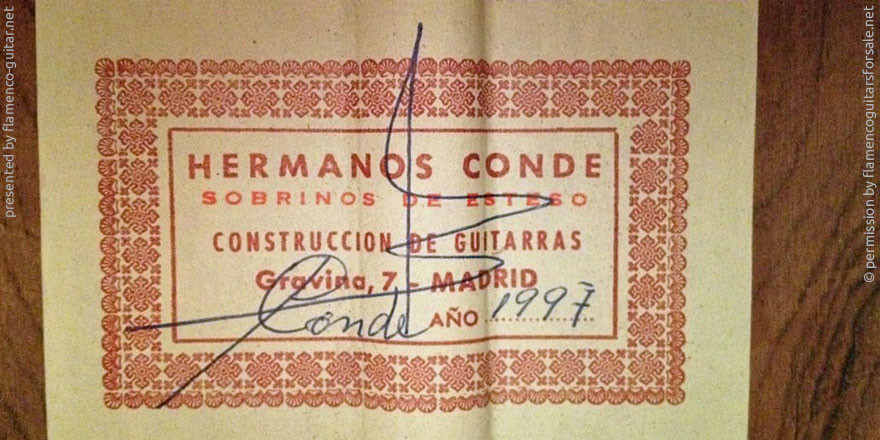 HERMANOS CONDE
SOBRINOS DE ESTESO
CONSTRUCCION DE GUITARRAS
Gravina, 7 - MADRID
Conde AÑO 1997
presented by flamenco-guitar.net
© permission by flamencoguitarsforsale.net